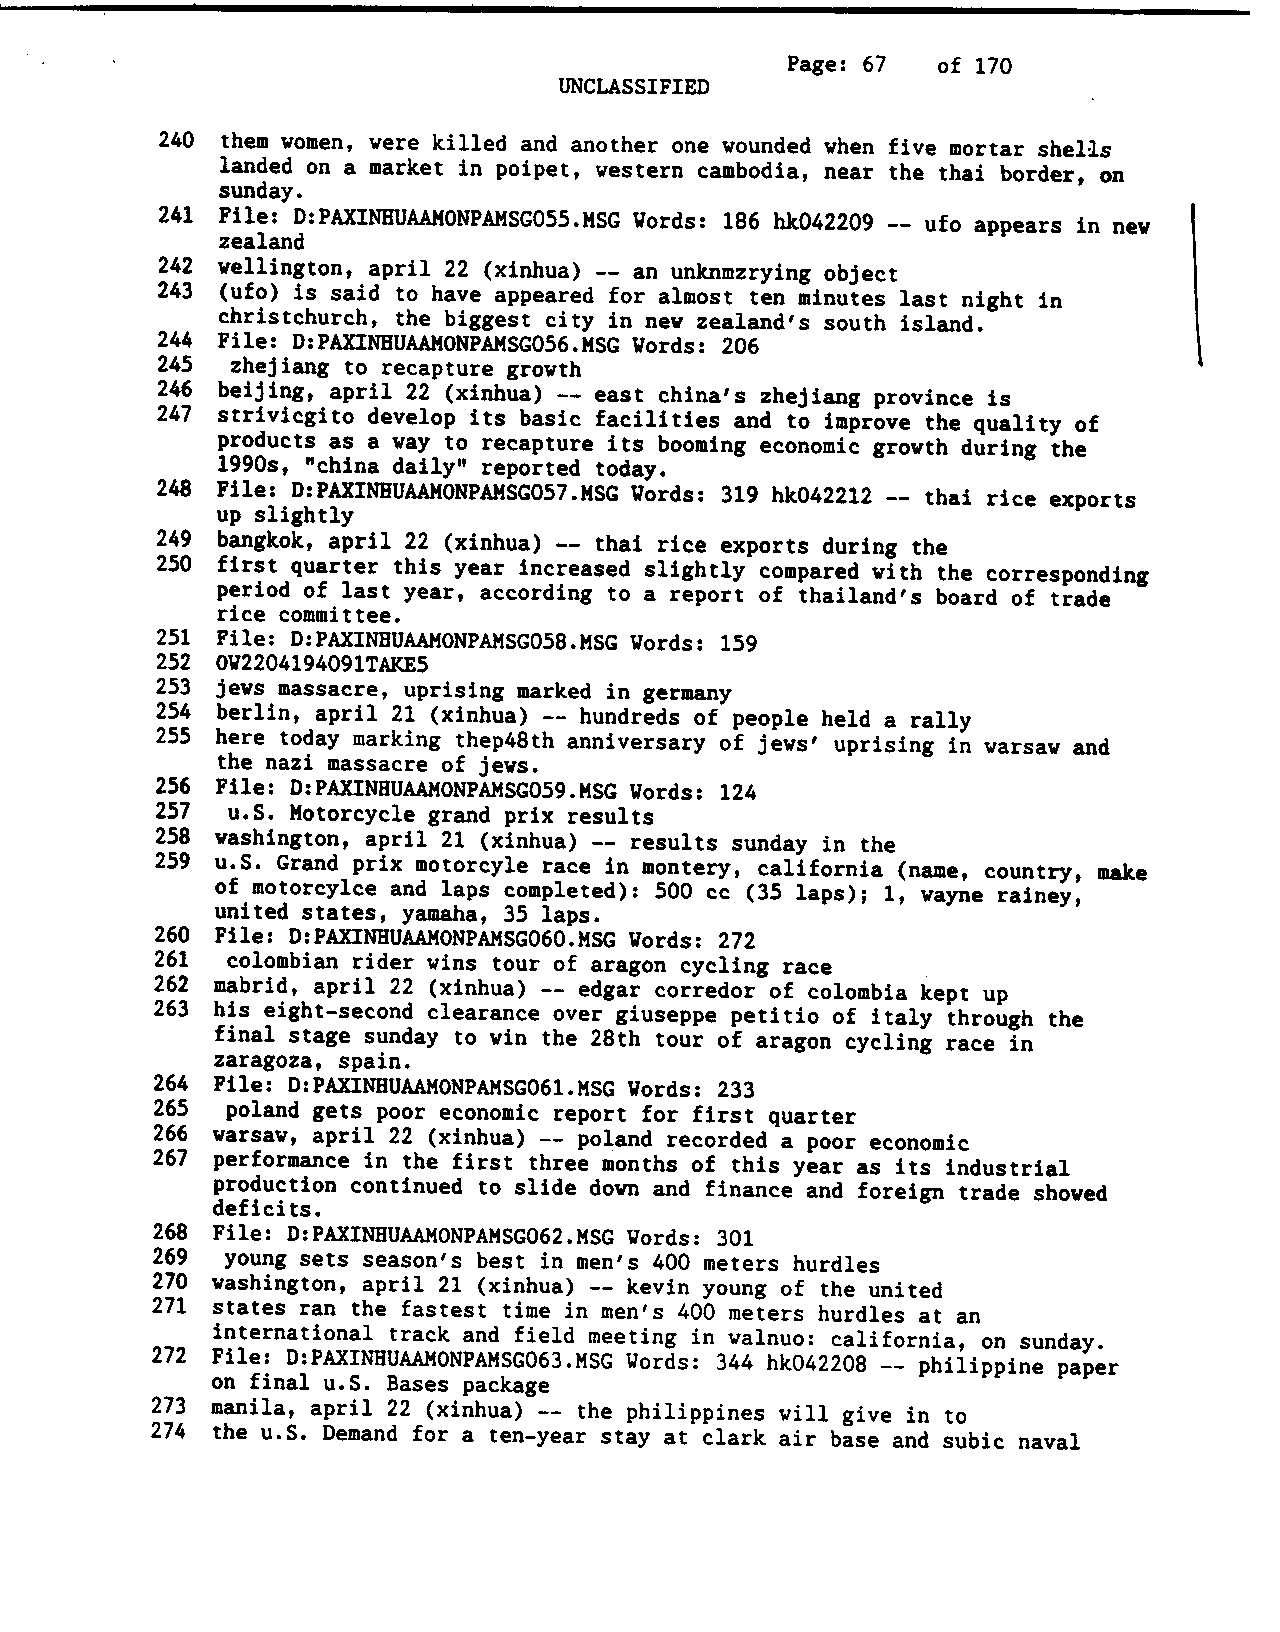 Page: 67 of 170
UNCLASSIFIED
240 them women, were killed and another one wounded when five mortar shells
landed on a market in poipet, western cambodia, near the thai border, on
sunday.
241 File: D:PAXINHUAAMONPAMSGO55.MSG Words: 186 hk042209 -- ufo appears in new
zealand
242 wellington, april 22 (xinhua) -- an unknmzrying object
243 (ufo) is said to have appeared for almost ten minutes last night in
christchurch, the biggest city in new zealand's south island.
244 File: D:PAXINHUAAMONPAMSGO56.MSG Words: 206
245 zhejiang to recapture growth
246 beijing, april 22 (xinhua) -- east china's zhejiang province is
247 strivicgito develop its basic facilities and to improve the quality of
products as a way to recapture its booming economic growth during the
1990s, "china daily" reported today.
248 File: D:PAXINHUAAMONPAMSGO57.MSG Words: 319 hk042212 -- thai rice exports
up slightly
249 bangkok, april 22 (xinhua) -- thai rice exports during the
250 first quarter this year increased slightly compared with the corresponding
period of last year, according to a report of thailand's board of trade
rice committee.
251 File: D:PAXINHUAAMONPAMSGO58.MSG Words: 159
252 OW2204194091TAKE5
253 jews massacre, uprising marked in germany
254 berlin, april 21 (xinhua) -- hundreds of people held a rally
255 here today marking thep48th anniversary of jews' uprising in warsaw and
the nazi massacre of jews.
256 File: D:PAXINHUAAMONPAMSGO59.MSG Words: 124
257 u.S. Motorcycle grand prix results
258 washington, april 21 (xinhua) -- results sunday in the
259 u.S. Grand prix motorcyle race in montery, california (name, country, make
of motorcylce and laps completed): 500 cc (35 laps); 1, wayne rainey,
united states, yamaha, 35 laps.
260 File: D:PAXINHUAAMONPAMSGO60.MSG Words: 272
261 colombian rider wins tour of aragon cycling race
262 mabrid, april 22 (xinhua) -- edgar corredor of colombia kept up
263 his eight-second clearance over giuseppe petitio of italy through the
final stage sunday to win the 28th tour of aragon cycling race in
zaragoza, spain.
264 File: D:PAXINHUAAMONPAMSGO61.MSG Words: 233
265 poland gets poor economic report for first quarter
266 warsaw, april 22 (xinhua) -- poland recorded a poor economic
267 performance in the first three months of this year as its industrial
production continued to slide down and finance and foreign trade showed
deficits.
268 File: D:PAXINHUAAMONPAMSGO62.MSG Words: 301
269 young sets season's best in men's 400 meters hurdles
270 washington, april 21 (xinhua) -- kevin young of the united
271 states ran the fastest time in men's 400 meters hurdles at an
international track and field meeting in walnuo: california, on sunday.
272 File: D:PAXINHUAAMONPAMSGO63.MSG Words: 344 hk042208 -- philippine paper
on final u.S. Bases package
273 manila, april 22 (xinhua) -- the philippines will give in to
274 the u.S. Demand for a ten-year stay at clark air base and subic naval